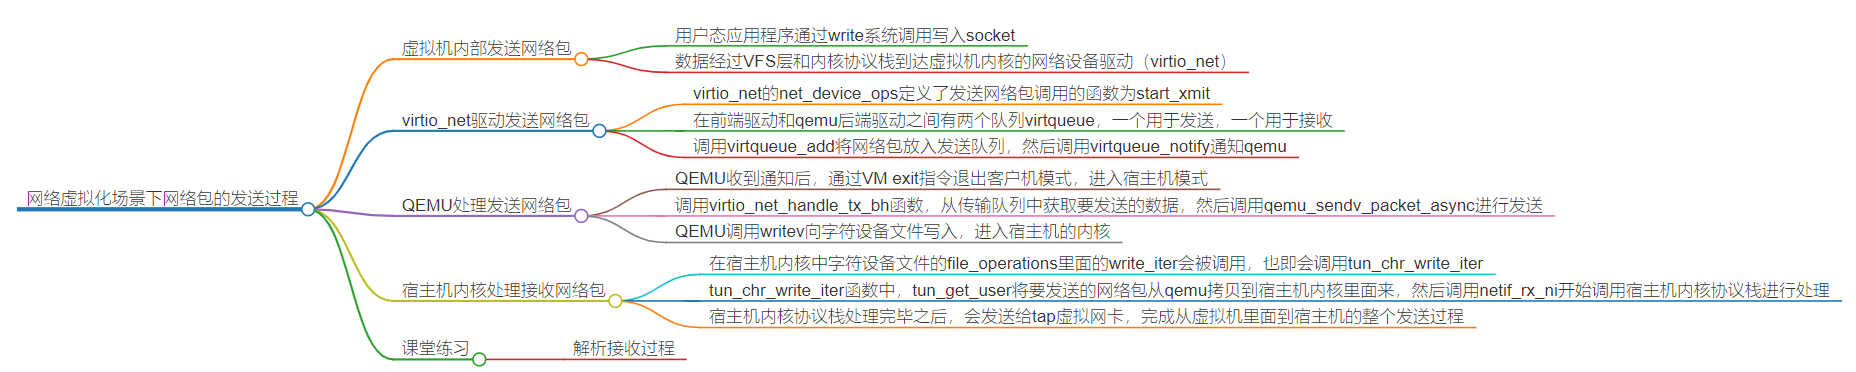 网络虚拟化场景下网络包的发送过程
虚拟机内部发送网络包
用户态应用程序通过write系统调用写入socket
数据经过VFS层和内核协议栈到达虚拟机内核的网络设备驱动（virtio_net）
virtio_net驱动发送网络包
virtio_net的net_device_ops定义了发送网络包调用的函数为start_xmit
在前端驱动和qemu后端驱动之间有两个队列virtqueue，一个用于发送，一个用于接收
调用virtqueue_add将网络包放入发送队列，然后调用virtqueue_notify通知qemu
QEMU处理发送网络包
QEMU收到通知后，通过VM exit指令退出客户机模式，进入宿主机模式
调用virtio_net_handle_tx_bh函数，从传输队列中获取要发送的数据，然后调用qemu_sendv_packet_async进行发送
QEMU调用writev向字符设备文件写入，进入宿主机的内核
宿主机内核处理接收网络包
在宿主机内核中字符设备文件的file_operations里面的write_iter会被调用，也即会调用tun_chr_write_iter
tun_chr_write_iter函数中，tun_get_user将要发送的网络包从qemu拷贝到宿主机内核里面来，然后调用netif_rx_ni开始调用宿主机内核协议栈进行处理
宿主机内核协议栈处理完毕之后，会发送给tap虚拟网卡，完成从虚拟机里面到宿主机的整个发送过程
课堂练习
解析接收过程